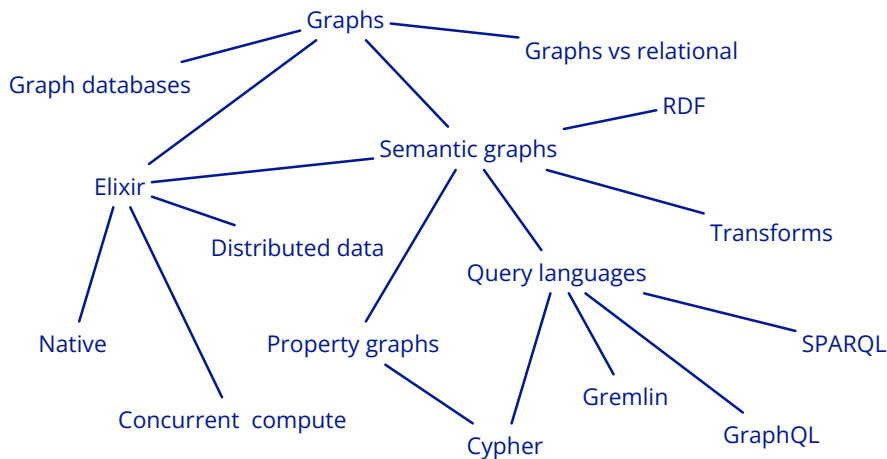 Graphs
Graphs vs relational
Graph databases
RDF
Semantic graphs
Elixir
Transforms
Distributed data
Query languages
Native
Property graphs
SPARQL
Gremlin
Concurrent  compute
GraphQL
Cypher